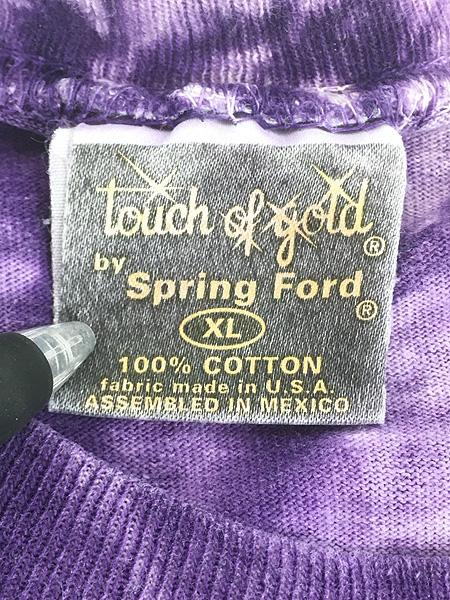 touch of gold®
by
Spring Ford®
XL
100% COTTON
fabric made in U.S.A.
ASSEMBLED IN MEXICO